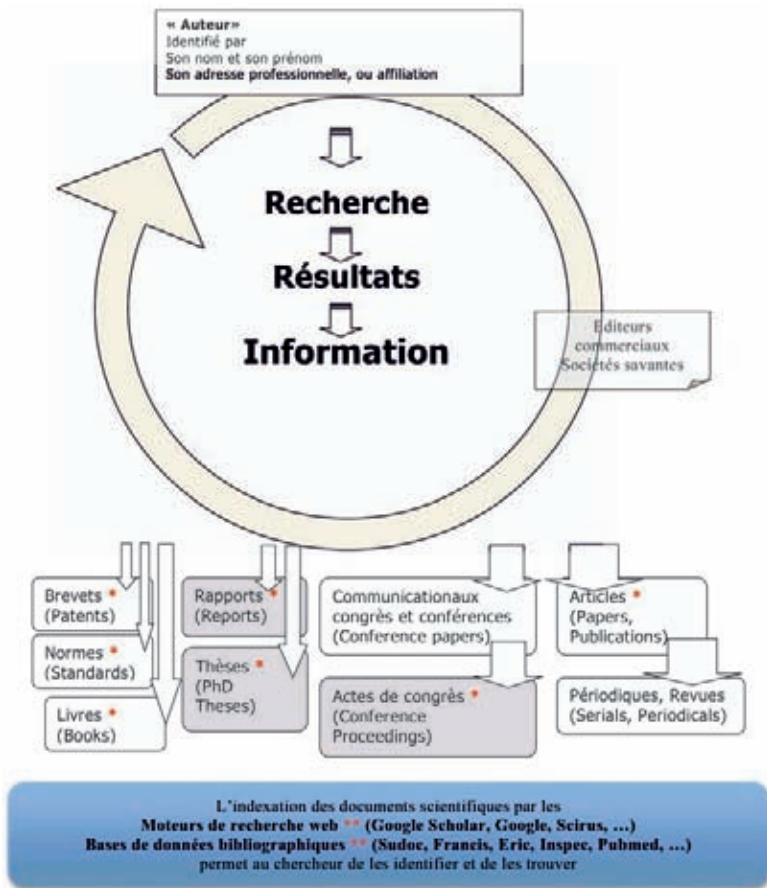 « Auteur»
Identifié par
Son nom et son prénom
Son adresse professionnelle, ou affiliation
Recherche
Résultats
Information
Editeurs
commerciaux
Sociétés savantes
Brevets *
(Patents)
Normes *
(Standards)
Livres *
(Books)
Rapports *
(Reports)
Thèses *
(PhD
Theses)
Communicationaux
congrès et conférences
(Conference papers)
Actes de congrès *
(Conference
Proceedings)
Articles *
(Papers,
Publications)
Périodiques, Revues
(Serials, Periodicals)
L'indexation des documents scientifiques par les
Moteurs de recherche web ** (Google Scholar, Google, Scirus, ...)
Bases de données bibliographiques ** (Sudoc, Francis, Eric, Inspec, Pubmed, ...)
permet au chercheur de les identifier et de les trouver